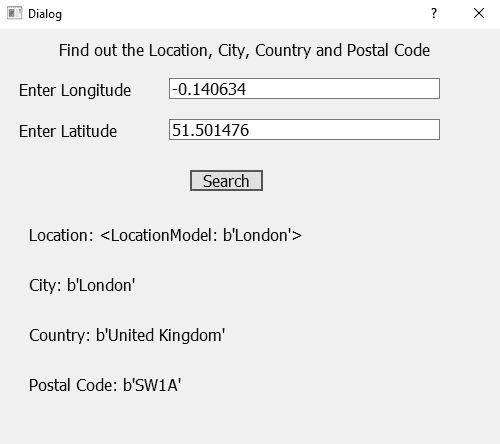 Dialog
Find out the Location, City, Country and Postal Code
Enter Longitude -0.140634
Enter Latitude 51.501476
Search
Location: <LocationModel: b'London'>
City: b'London'
Country: b'United Kingdom'
Postal Code: b'SW1A'